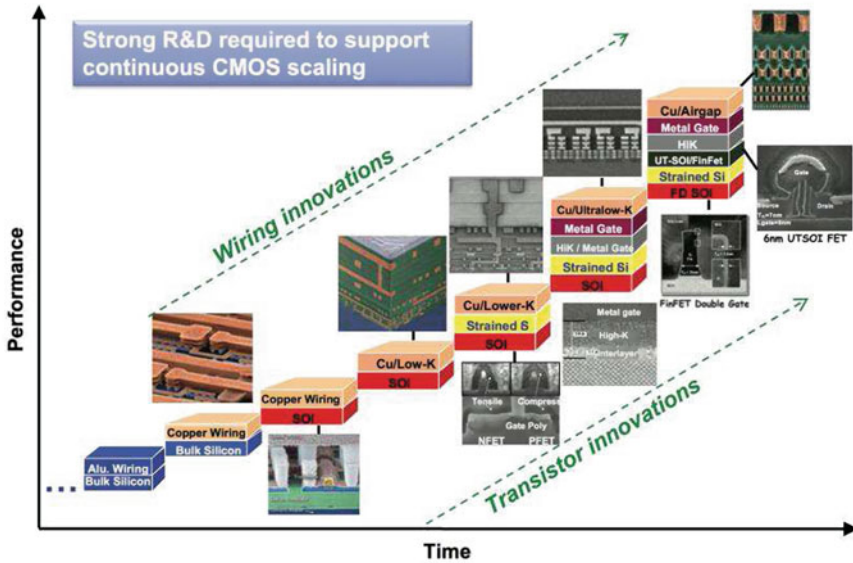 Strong R&D required to support
continuous CMOS scaling
Performance
Time
Wiring innovations
Transistor innovations
Alu. Wiring
Bulk Silicon
Copper Wiring
Bulk Silicon
Copper Wiring
SOI
Cu/Low-K
SOI
Cu/Lower-K
Strained S
SOI
Tensile
Compress
Gate Poly
NFET
PFET
Cu/Ultralow-K
Metal Gate
HiK / Metal Gate
Strained Si
SOI
Metal gate
High-K
Interlayer
Cu/Airgap
Metal Gate
HiK
UT-SOI/FinFet
Strained Si
FD SOI
Gate
Source
Drain
6nm UTSOI FET
FinFET Double Gate